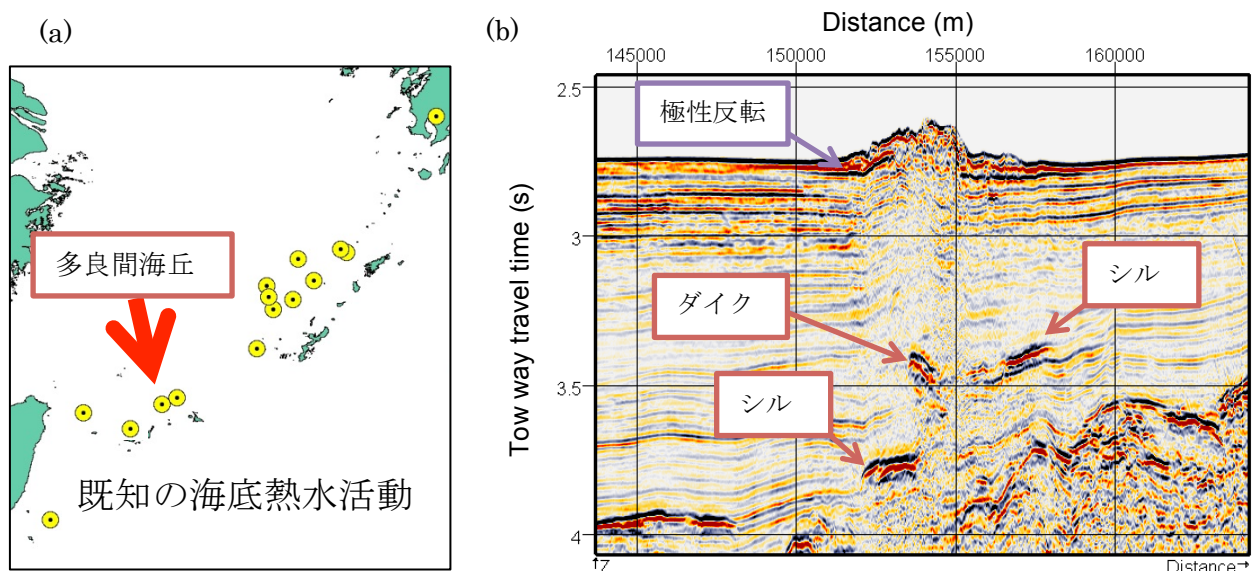 (a)
多良間海丘
既知の海底熱水活動
(b)
Distance (m)
145000
150000
155000
160000
Tow way travel time (s)
2.5
3
3.5
4
極性反転
シル
ダイク
シル
↑Z
Distance→